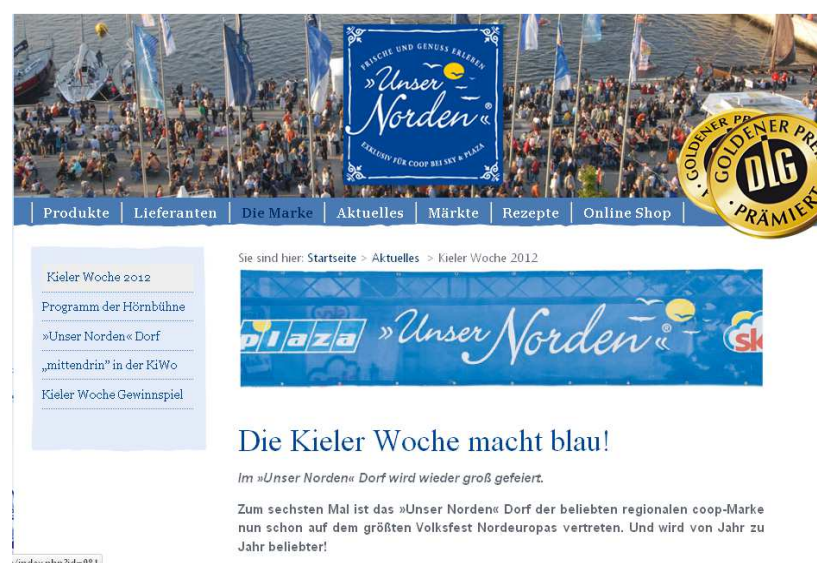 FRISCHE UND GENUSS ERLEBEN
»Unser
Norden«®
EXKLUSIV FÜR COOP BEI SKY & PLAZA
GOLDENER PREIS
GOLDENER PREIS
DLG
PRÄMIERT
Produkte | Lieferanten | Die Marke | Aktuelles | Märkte | Rezepte | Online Shop |
Kieler Woche 2012
Programm der Hörnbühne
»Unser Norden« Dorf
„mittendrin” in der KiWo
Kieler Woche Gewinnspiel
Sie sind hier: Startseite > Aktuelles > Kieler Woche 2012
plaza »Unser Norden«® sk
Die Kieler Woche macht blau!
Im »Unser Norden« Dorf wird wieder groß gefeiert.
Zum sechsten Mal ist das »Unser Norden« Dorf der beliebten regionalen coop-Marke
nun schon auf dem größten Volksfest Nordeuropas vertreten. Und wird von Jahr zu
Jahr beliebter!